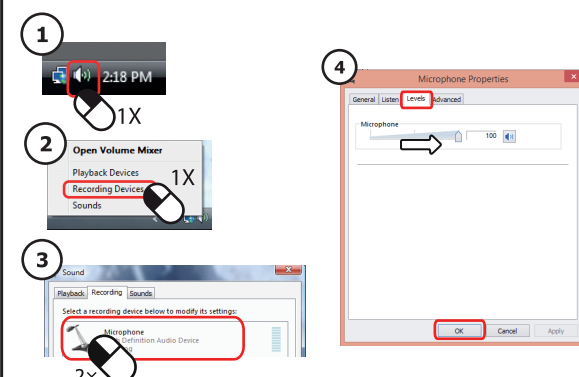 1
2:18 PM
1X
2
Open Volume Mixer
Playback Devices
Recording Devices
1X
Sounds
3
Sound
Playback Recording Sounds
Select a recording device below to modify its settings:
Microphone
Definition Audio Device
2x
4
Microphone Properties
General Listen Levels Advanced
Microphone
100
OK Cancel Apply